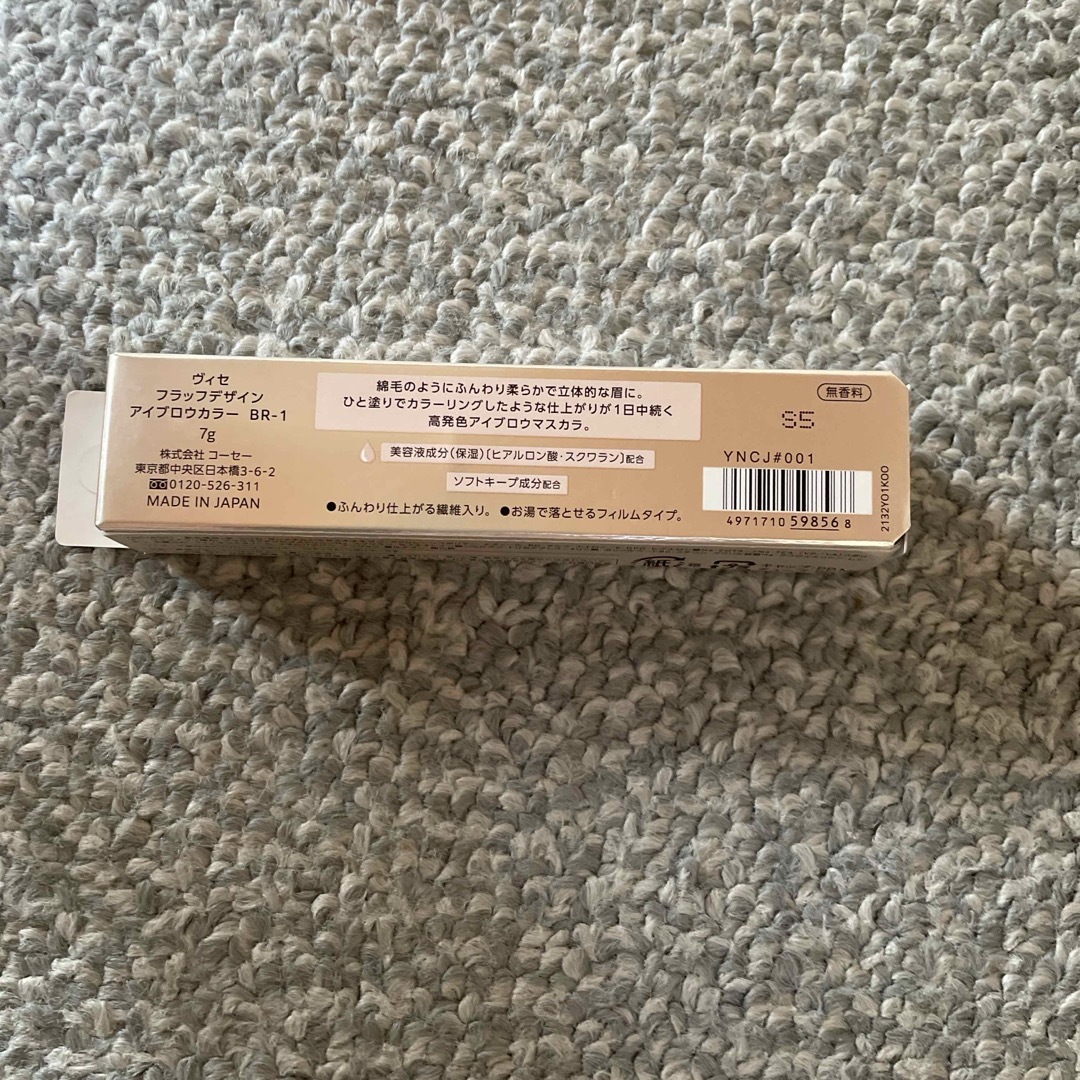 ヴィセ
フラッフデザイン
アイブロウカラー BR-1
7g
株式会社 コーセー
東京都中央区日本橋3-6-2
0120-526-311
MADE IN JAPAN
綿毛のようにふんわり柔らかで立体的な眉に。
ひと塗りでカラーリングしたような仕上がりが1日中続く
高発色アイブロウマスカラ。
美容液成分(保湿)〔ヒアルロン酸・スクワラン〕配合
ソフトキープ成分配合
●ふんわり仕上がる繊維入り。 ●お湯で落とせるフィルムタイプ。
無香料
S5
YNCJ#001
4971710 59856 8
2132YO1KOO
紙